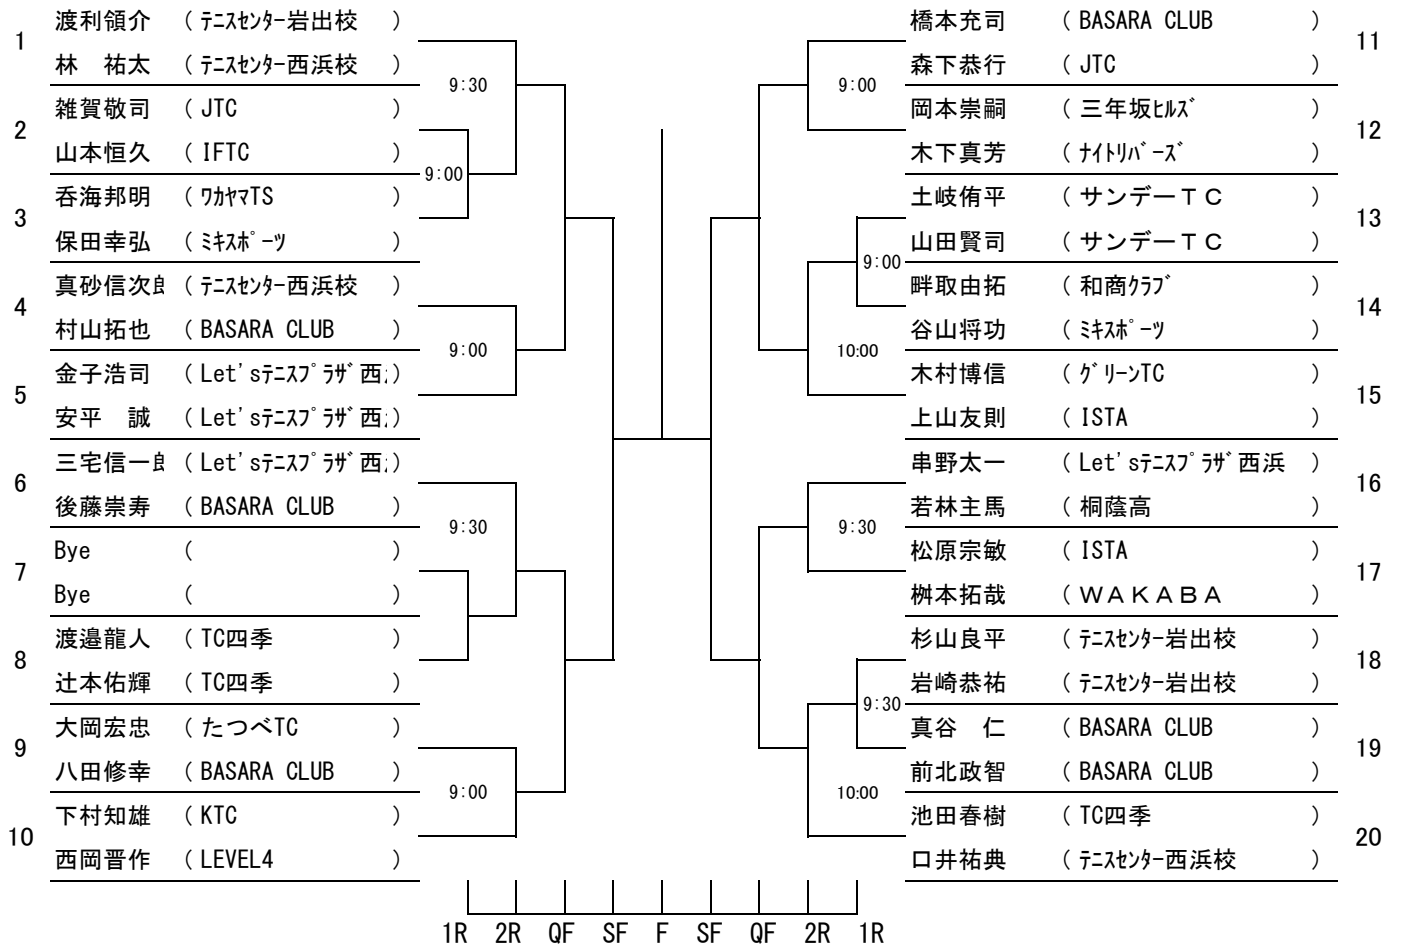 1
渡利領介 ( ﾃﾆｽｾﾝﾀｰ岩出校 )
林　祐太 ( ﾃﾆｽｾﾝﾀｰ西浜校 )
9:30
2
雑賀敬司 ( JTC )
山本恒久 ( IFTC )
9:00
3
呑海邦明 ( ﾜｶﾔﾏTS )
保田幸弘 ( ﾐｷｽﾎﾟｰﾂ )
4
真砂信次郎 ( ﾃﾆｽｾﾝﾀｰ西浜校 )
村山拓也 ( BASARA CLUB )
9:00
5
金子浩司 ( Let'sﾃﾆｽﾌﾟﾗｻﾞ西 )
安平　誠 ( Let'sﾃﾆｽﾌﾟﾗｻﾞ西 )
6
三宅信一郎 ( Let'sﾃﾆｽﾌﾟﾗｻﾞ西 )
後藤崇寿 ( BASARA CLUB )
9:30
7
Bye ( )
Bye ( )
8
渡邉龍人 ( TC四季 )
辻本佑輝 ( TC四季 )
9
大岡宏忠 ( たつべTC )
八田修幸 ( BASARA CLUB )
9:00
10
下村知雄 ( KTC )
西岡晋作 ( LEVEL4 )
橋本充司 ( BASARA CLUB )
11
森下恭行 ( JTC )
9:00
岡本崇嗣 ( 三年坂ﾋﾙｽﾞ )
12
木下真芳 ( ﾅｲﾄﾘﾊﾞｰｽﾞ )
土岐侑平 ( サンデーＴＣ )
13
山田賢司 ( サンデーＴＣ )
9:00
畔取由拓 ( 和商ｸﾗﾌﾞ )
14
谷山将功 ( ﾐｷｽﾎﾟｰﾂ )
10:00
木村博信 ( ｸﾞﾘｰﾝTC )
15
上山友則 ( ISTA )
串野太一 ( Let'sﾃﾆｽﾌﾟﾗｻﾞ西浜 )
16
若林主馬 ( 桐蔭高 )
9:30
松原宗敏 ( ISTA )
17
桝本拓哉 ( ＷＡＫＡＢＡ )
杉山良平 ( ﾃﾆｽｾﾝﾀｰ岩出校 )
18
岩崎恭祐 ( ﾃﾆｽｾﾝﾀｰ岩出校 )
9:30
真谷　仁 ( BASARA CLUB )
19
前北政智 ( BASARA CLUB )
10:00
池田春樹 ( TC四季 )
20
口井祐典 ( ﾃﾆｽｾﾝﾀｰ西浜校 )
1R 2R QF SF F SF QF 2R 1R